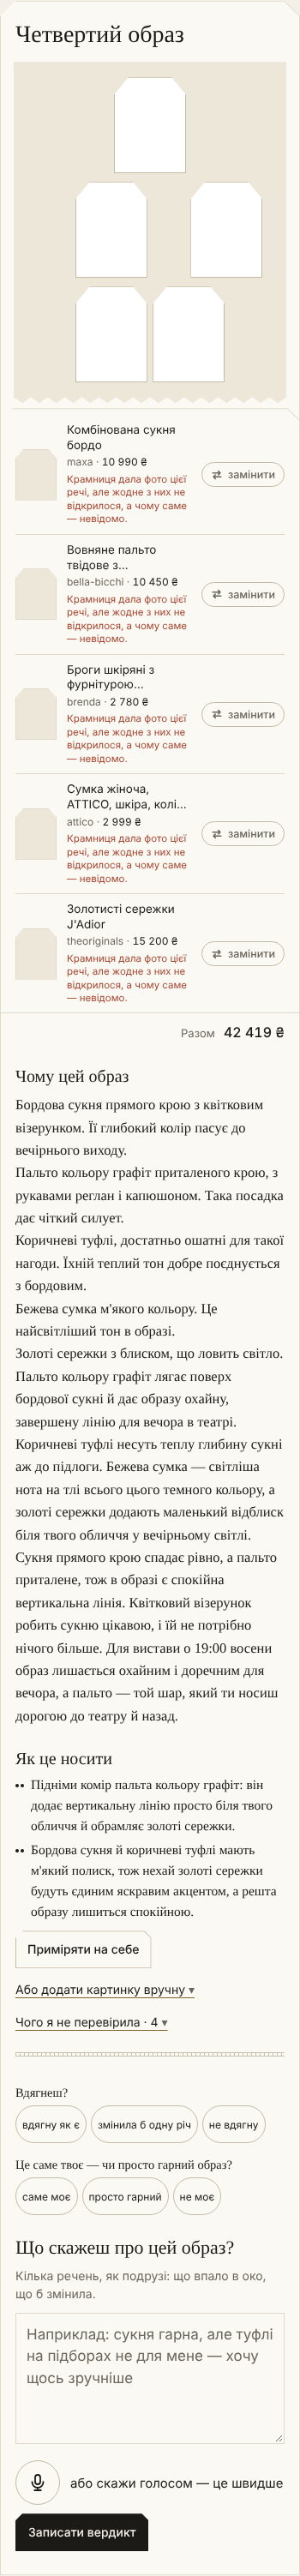 Четвертий образ
Комбінована сукня
бордо
maxa · 10 990 ₴
Крамниця дала фото цієї
речі, але жодне з них не
відкрилося, а чому саме
— невідомо.
замінити
Вовняне пальто
твідове з...
bella-bicchi · 10 450 ₴
Крамниця дала фото цієї
речі, але жодне з них не
відкрилося, а чому саме
— невідомо.
замінити
Броги шкіряні з
фурнітурою...
brenda · 2 780 ₴
Крамниця дала фото цієї
речі, але жодне з них не
відкрилося, а чому саме
— невідомо.
замінити
Сумка жіноча,
ATTICO, шкіра, колі...
attico · 2 999 ₴
Крамниця дала фото цієї
речі, але жодне з них не
відкрилося, а чому саме
— невідомо.
замінити
Золотисті сережки
J'Adior
theoriginals · 15 200 ₴
Крамниця дала фото цієї
речі, але жодне з них не
відкрилося, а чому саме
— невідомо.
замінити
Разом 42 419 ₴
Чому цей образ
Бордова сукня прямого крою з квітковим
візерунком. Її глибокий колір пасує до
вечірнього виходу.
Пальто кольору графіт приталеного крою, з
рукавами реглан і капюшоном. Така посадка
дає чіткий силует.
Коричневі туфлі, достатньо ошатні для такої
нагоди. Їхній теплий тон добре поєднується
з бордовим.
Бежева сумка м'якого кольору. Це
найсвітліший тон в образі.
Золоті сережки з блиском, що ловить світло.
Пальто кольору графіт лягає поверх
бордової сукні й дає образу охайну,
завершену лінію для вечора в театрі.
Коричневі туфлі несуть теплу глибину сукні
аж до підлоги. Бежева сумка — світліша
нота на тлі всього цього темного кольору, а
золоті сережки додають маленький відблиск
біля твого обличчя у вечірньому світлі.
Сукня прямого крою спадає рівно, а пальто
приталене, тож в образі є спокійна
вертикальна лінія. Квітковий візерунок
робить сукню цікавою, і їй не потрібно
нічого більше. Для вистави о 19:00 восени
образ лишається охайним і доречним для
вечора, а пальто — той шар, який ти носиш
дорогою до театру й назад.
Як це носити
Підніми комір пальта кольору графіт: він
додає вертикальну лінію просто біля твого
обличчя й обрамляє золоті сережки.
Бордова сукня й коричневі туфлі мають
м'який полиск, тож нехай золоті сережки
будуть єдиним яскравим акцентом, а решта
образу лишиться спокійною.
Приміряти на себе
Або додати картинку вручну ▾
Чого я не перевірила · 4 ▾
Вдягнеш?
вдягну як є
змінила б одну річ
не вдягну
Це саме твоє — чи просто гарний образ?
саме моє
просто гарний
не моє
Що скажеш про цей образ?
Кілька речень, як подрузі: що впало в око,
що б змінила.
Наприклад: сукня гарна, але туфлі
на підборах не для мене — хочу
щось зручніше
або скажи голосом — це швидше
Записати вердикт